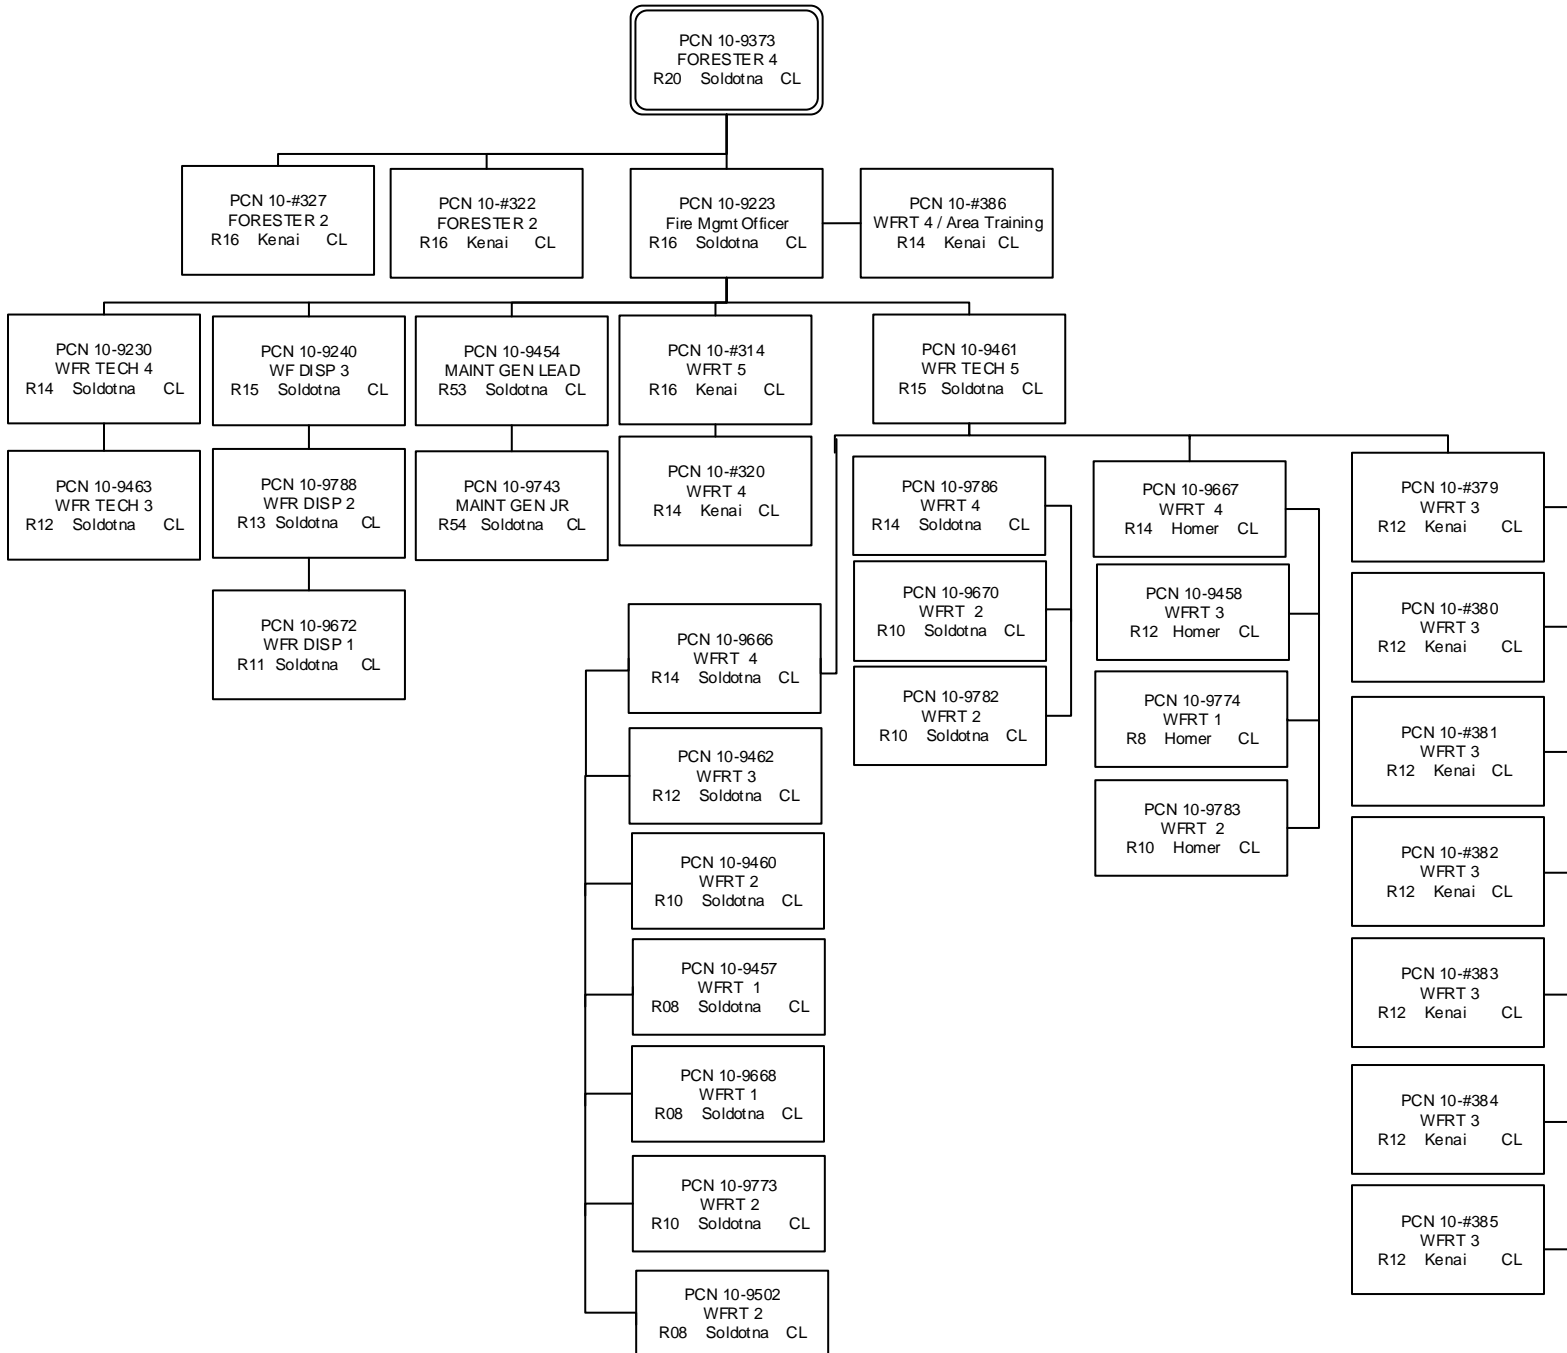 PCN 10-9373
FORESTER 4
R20 Soldotna CL
PCN 10-#327
FORESTER 2
R16 Kenai CL
PCN 10-#322
FORESTER 2
R16 Kenai CL
PCN 10-9223
Fire Mgmt Officer
R16 Soldotna CL
PCN 10-#386
WFRT 4 / Area Training
R14 Kenai CL
PCN 10-9230
WFR TECH 4
R14 Soldotna CL
PCN 10-9240
WF DISP 3
R15 Soldotna CL
PCN 10-9454
MAINT GEN LEAD
R53 Soldotna CL
PCN 10-#314
WFRT 5
R16 Kenai CL
PCN 10-9461
WFR TECH 5
R15 Soldotna CL
PCN 10-9463
WFR TECH 3
R12 Soldotna CL
PCN 10-9788
WFR DISP 2
R13 Soldotna CL
PCN 10-9743
MAINT GEN JR
R54 Soldotna CL
PCN 10-#320
WFRT 4
R14 Kenai CL
PCN 10-9672
WFR DISP 1
R11 Soldotna CL
PCN 10-9666
WFRT 4
R14 Soldotna CL
PCN 10-9462
WFRT 3
R12 Soldotna CL
PCN 10-9460
WFRT 2
R10 Soldotna CL
PCN 10-9457
WFRT 1
R08 Soldotna CL
PCN 10-9668
WFRT 1
R08 Soldotna CL
PCN 10-9773
WFRT 2
R10 Soldotna CL
PCN 10-9502
WFRT 2
R08 Soldotna CL
PCN 10-9786
WFRT 4
R14 Soldotna CL
PCN 10-9670
WFRT 2
R10 Soldotna CL
PCN 10-9782
WFRT 2
R10 Soldotna CL
PCN 10-9667
WFRT 4
R14 Homer CL
PCN 10-9458
WFRT 3
R12 Homer CL
PCN 10-9774
WFRT 1
R8 Homer CL
PCN 10-9783
WFRT 2
R10 Homer CL
PCN 10-#379
WFRT 3
R12 Kenai CL
PCN 10-#380
WFRT 3
R12 Kenai CL
PCN 10-#381
WFRT 3
R12 Kenai CL
PCN 10-#382
WFRT 3
R12 Kenai CL
PCN 10-#383
WFRT 3
R12 Kenai CL
PCN 10-#384
WFRT 3
R12 Kenai CL
PCN 10-#385
WFRT 3
R12 Kenai CL